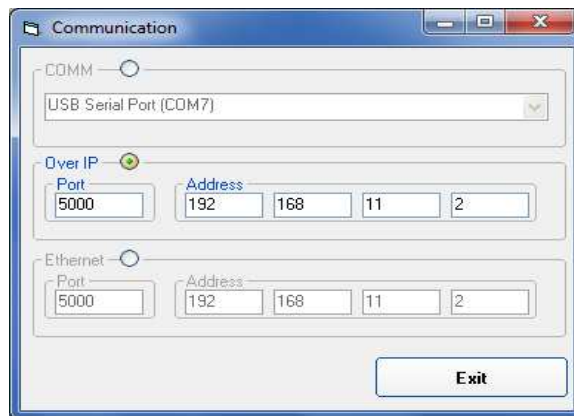 Communication
COMM
USB Serial Port (COM7)
Over IP
Port Address
5000 192 168 11 2
Ethernet
Port Address
5000 192 168 11 2
Exit